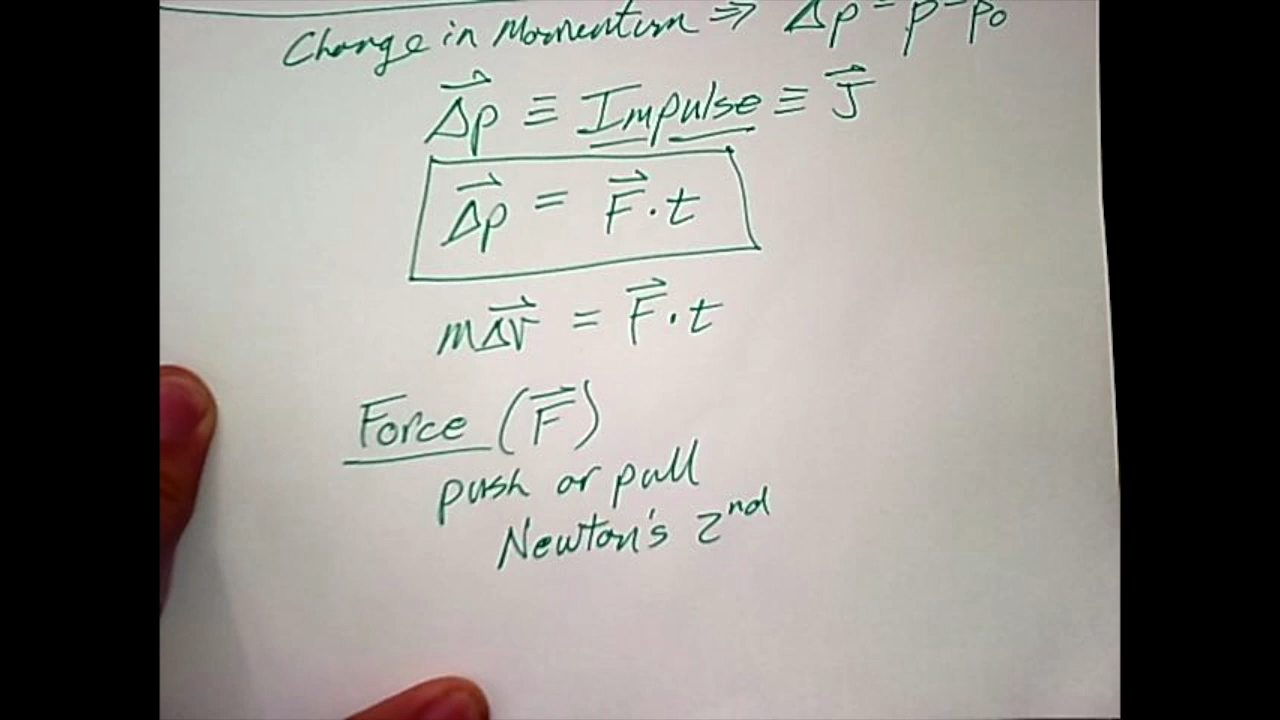 Change in Momentum ⇒ Δp = p - p₀
Δp⃗ ≡ Impulse ≡ J⃗
Δp⃗ = F⃗ · t
mΔv⃗ = F⃗ · t
Force (F⃗)
push or pull
Newton's 2ⁿᵈ